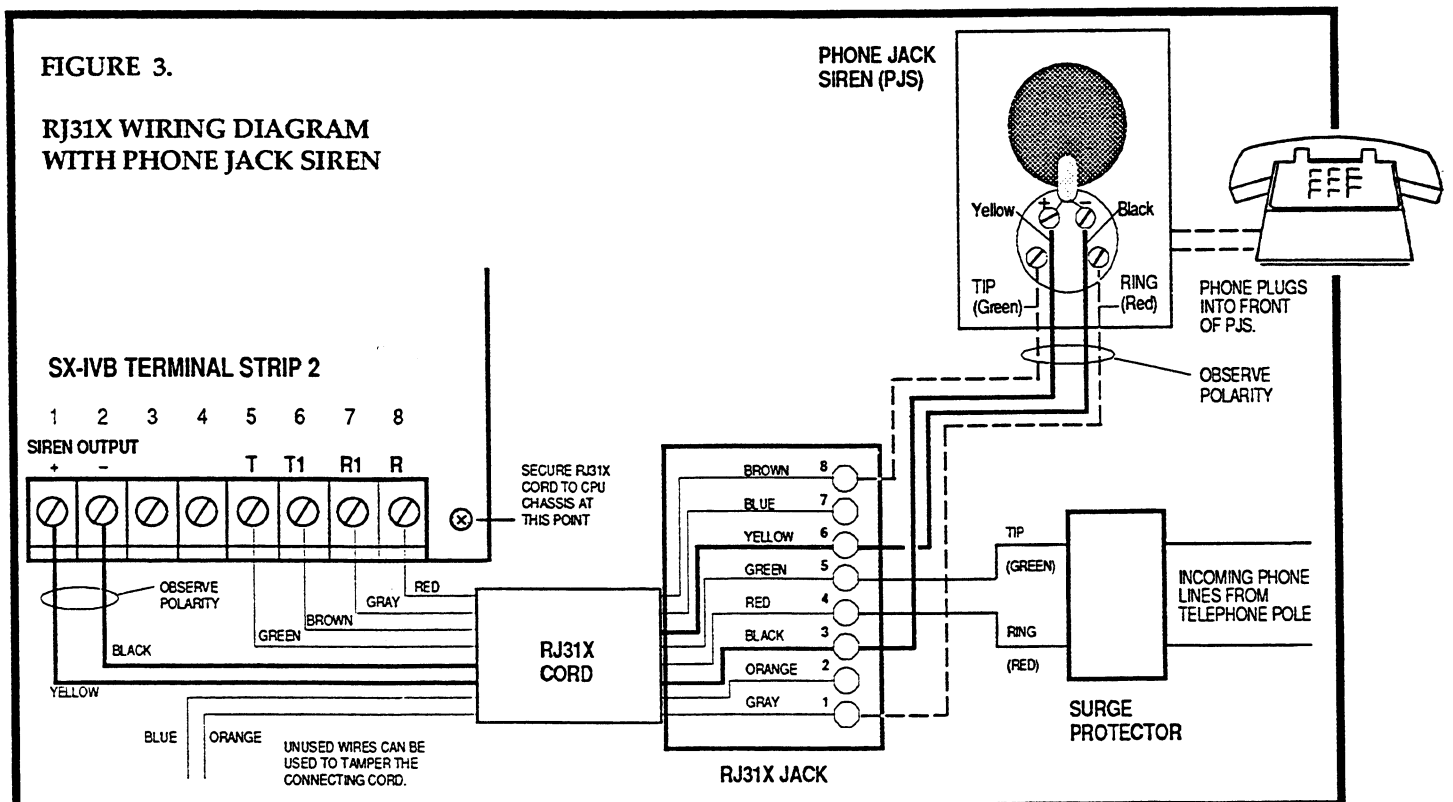 FIGURE 3.
RJ31X WIRING DIAGRAM
WITH PHONE JACK SIREN
PHONE JACK
SIREN (PJS)
+ -
Yellow
Black
TIP
(Green)
RING
(Red)
PHONE PLUGS
INTO FRONT
OF PJS.
OBSERVE
POLARITY
SX-IVB TERMINAL STRIP 2
1 2 3 4 5 6 7 8
SIREN OUTPUT
+ - T T1 R1 R
SECURE RJ31X
CORD TO CPU
CHASSIS AT
THIS POINT
OBSERVE
POLARITY
RED
GRAY
BROWN
GREEN
BLACK
YELLOW
BLUE
ORANGE
UNUSED WIRES CAN BE
USED TO TAMPER THE
CONNECTING CORD.
RJ31X
CORD
BROWN 8
BLUE 7
YELLOW 6
GREEN 5
RED 4
BLACK 3
ORANGE 2
GRAY 1
RJ31X JACK
TIP
(GREEN)
RING
(RED)
SURGE
PROTECTOR
INCOMING PHONE
LINES FROM
TELEPHONE POLE